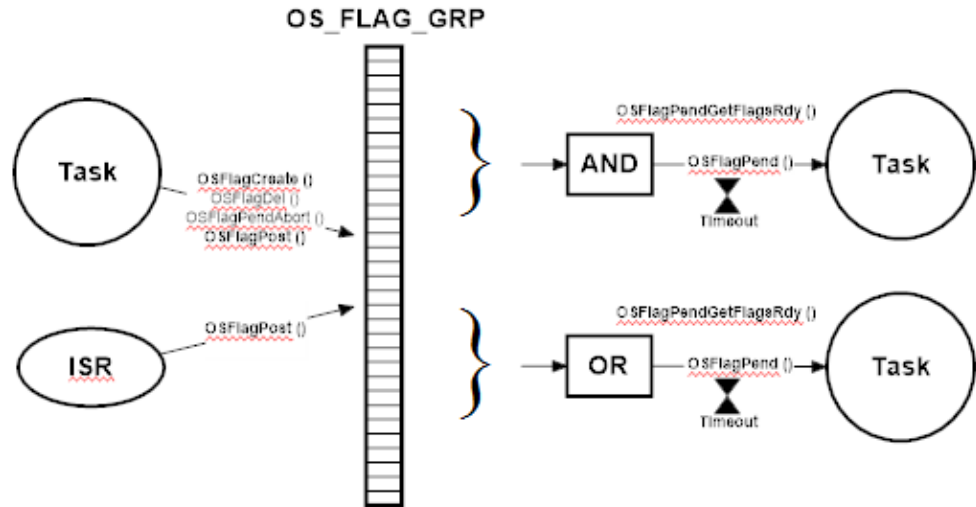 OS_FLAG_GRP
Task
OSFlagCreate ()
OSFlagDel ()
OSFlagPendAbort ()
OSFlagPost ()
OSFlagPendGetFlagsRdy ()
AND
OSFlagPend ()
Timeout
Task
ISR
OSFlagPost ()
OSFlagPendGetFlagsRdy ()
OR
OSFlagPend ()
Timeout
Task